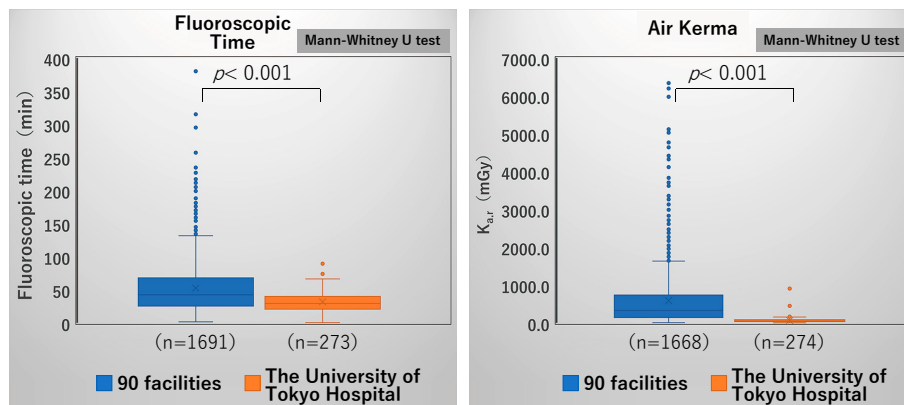 Fluoroscopic
Time
Mann-Whitney U test
p< 0.001
Fluoroscopic time (min)
400
350
300
250
200
150
100
50
0
(n=1691)
(n=273)
90 facilities
The University of
Tokyo Hospital
Air Kerma
Mann-Whitney U test
p< 0.001
Ka,r (mGy)
7000.0
6000.0
5000.0
4000.0
3000.0
2000.0
1000.0
0.0
(n=1668)
(n=274)
90 facilities
The University of
Tokyo Hospital